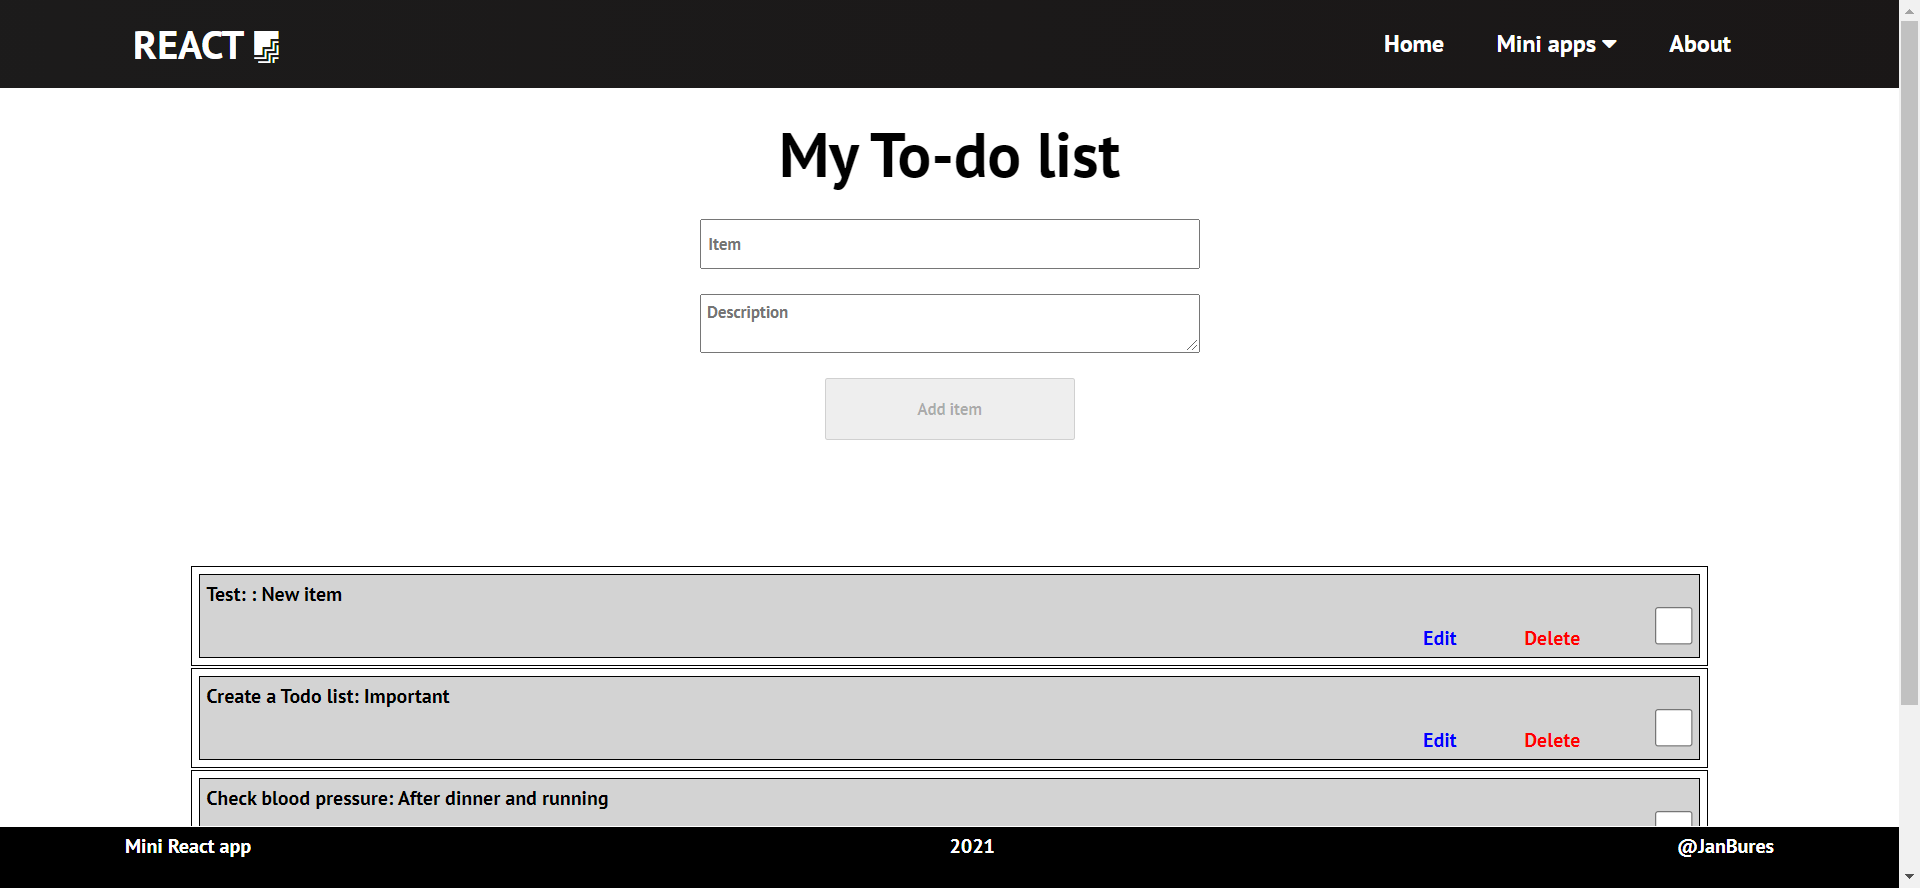 REACT
Home Mini apps About
My To-do list
Item
Description
Add item
Test: : New item
Edit Delete
Create a Todo list: Important
Edit Delete
Check blood pressure: After dinner and running
Mini React app 2021 @JanBures